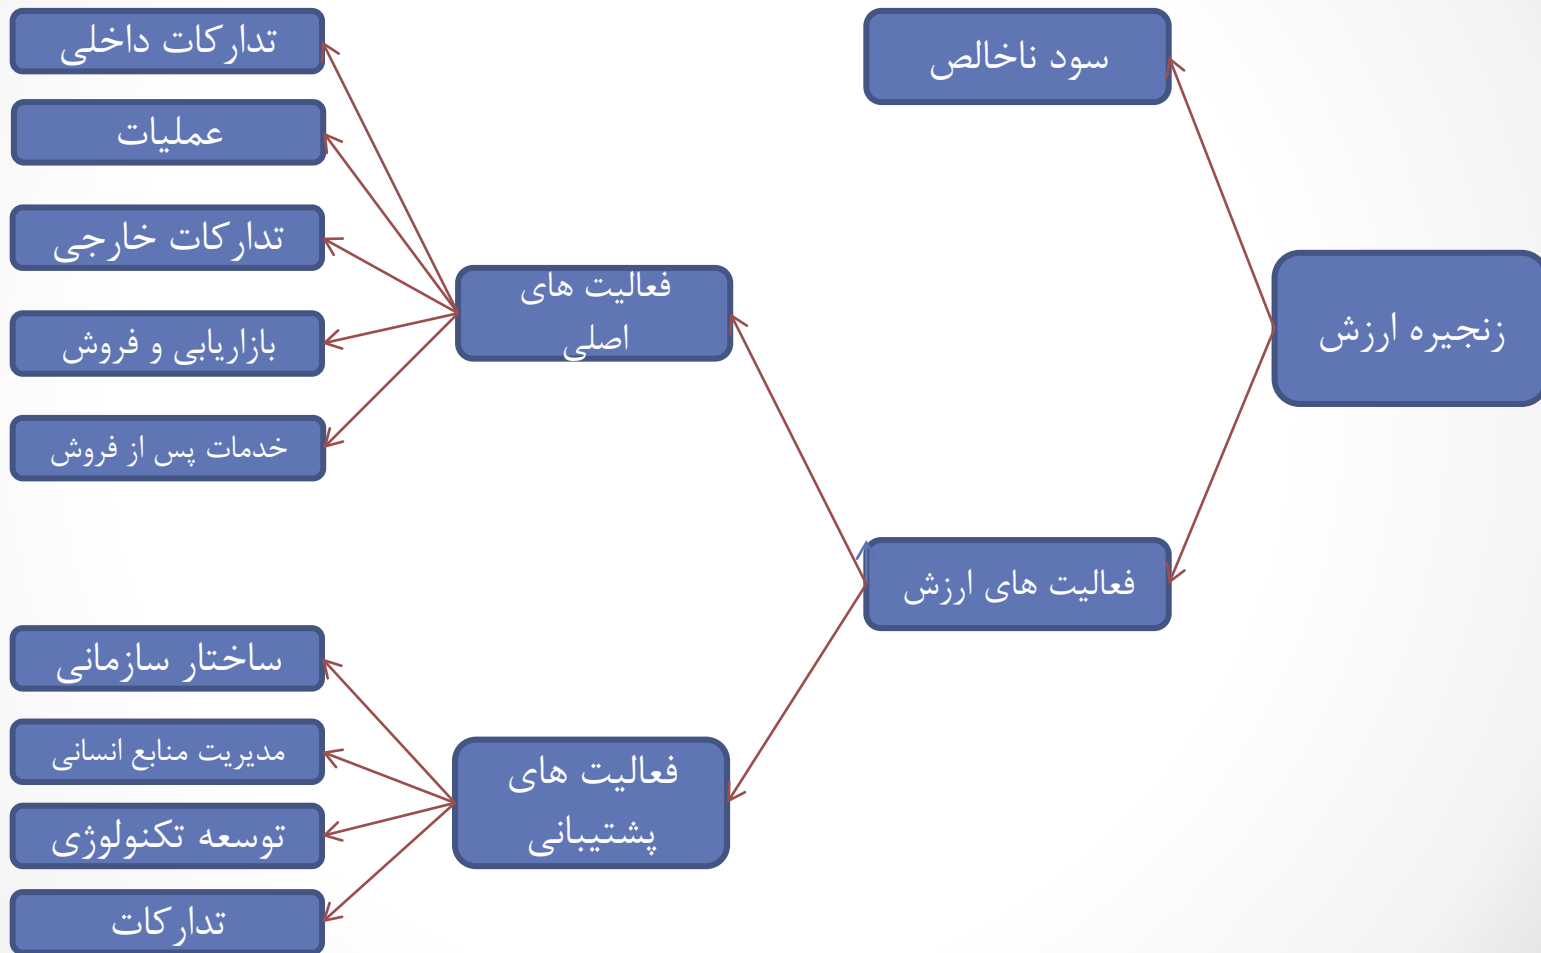 زنجیره ارزش
سود ناخالص
فعالیت های ارزش
فعالیت های
اصلی
تدارکات داخلی
عملیات
تدارکات خارجی
بازاریابی و فروش
خدمات پس از فروش
فعالیت های
پشتیبانی
ساختار سازمانی
مدیریت منابع انسانی
توسعه تکنولوژی
تدارکات